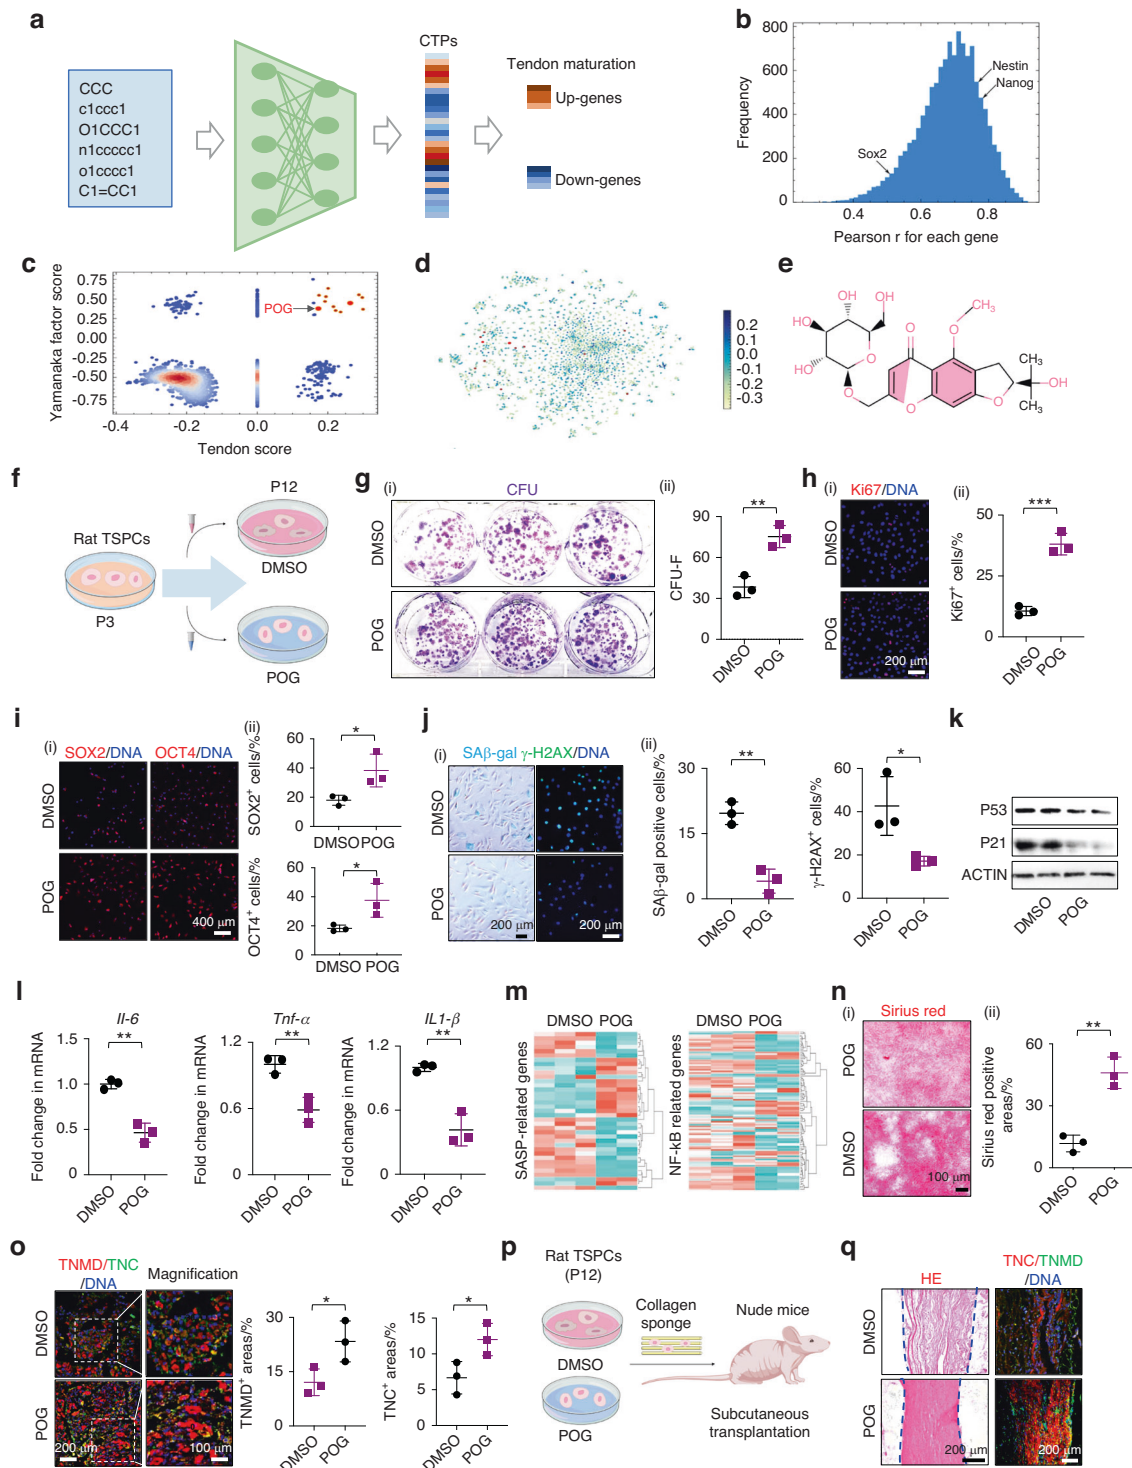 a
CTPs
CCC
c1ccc1
O1CCC1
n1ccccc1
o1cccc1
C1=CC1
Tendon maturation
Up-genes
Down-genes
b
Frequency
800
600
400
200
0
Nestin
Nanog
Sox2
0.4 0.6 0.8
Pearson r for each gene
c
Yamanaka factor score
0.75
0.50
0.25
0.00
-0.50
-0.75
POG
-0.4 -0.2 0.0 0.2
Tendon score
d
0.2
0.1
0.0
-0.1
-0.2
-0.3
e
OH
OH
HO
HO
O
O
O
O
CH₃
O
O
CH₃
OH
CH₃
f
P12
Rat TSPCs
DMSO
P3
POG
g
(i) CFU
DMSO
POG
(ii)
CFU-F
90
60
30
0
**
DMSO
POG
h
(i) Ki67/DNA
DMSO
POG
200 μm
(ii)
Ki67⁺ cells/%
50
25
0
***
DMSO
POG
i
(i) SOX2/DNA OCT4/DNA
DMSO
POG
400 μm
(ii)
SOX2⁺ cells/%
60
40
20
0
*
DMSO POG
OCT4⁺ cells/%
60
40
20
0
*
DMSO POG
j
(i) SAβ-gal γ-H2AX/DNA
DMSO
POG
200 μm
200 μm
(ii)
SAβ-gal positive cells/%
30
15
0
**
DMSO
POG
γ-H2AX⁺ cells/%
60
40
20
0
*
DMSO
POG
k
P53
P21
ACTIN
DMSO
POG
l
Il-6
Fold change in mRNA
1.5
1.0
0.5
0
**
DMSO
POG
Tnf-α
Fold change in mRNA
1.2
0.6
0
**
DMSO
POG
IL1-β
Fold change in mRNA
1.2
0.6
0
**
DMSO
POG
m
DMSO POG
SASP-related genes
DMSO POG
NF-kB related genes
n
(i) Sirius red
POG
DMSO
100 μm
(ii)
Sirius red positive
areas/%
60
30
0
**
DMSO
POG
o
TNMD/TNC
/DNA
Magnification
DMSO
POG
200 μm
100 μm
TNMD⁺ areas/%
30
15
0
*
DMSO
POG
TNC⁺ areas/%
15
10
5
0
*
DMSO
POG
p
Rat TSPCs
(P12)
DMSO
POG
Collagen
sponge
Nude mice
Subcutaneous
transplantation
q
HE
TNC/TNMD
/DNA
DMSO
POG
200 μm
200 μm